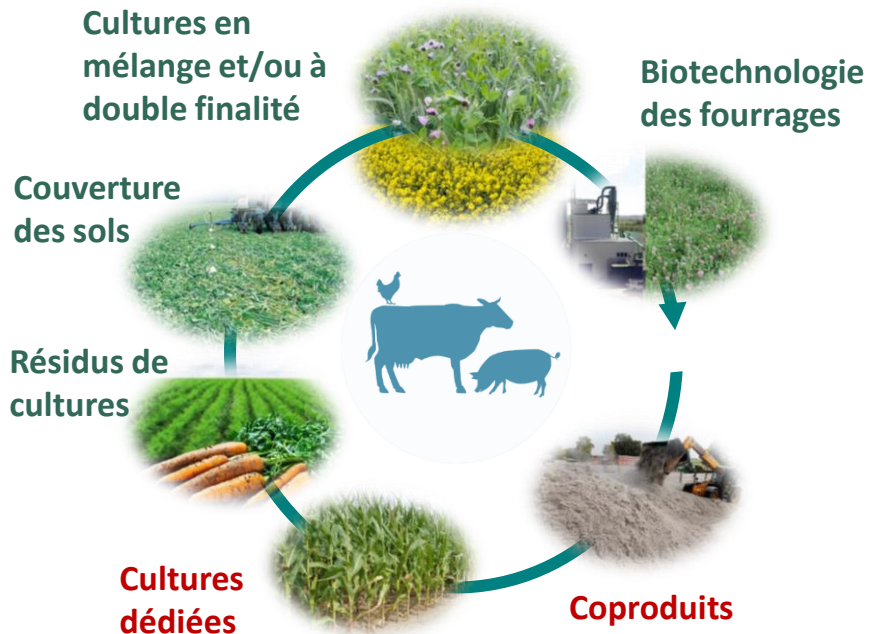 Cultures en
mélange et/ou à
double finalité
Biotechnologie
des fourrages
Couverture
des sols
Résidus de
cultures
Cultures
dédiées
Coproduits